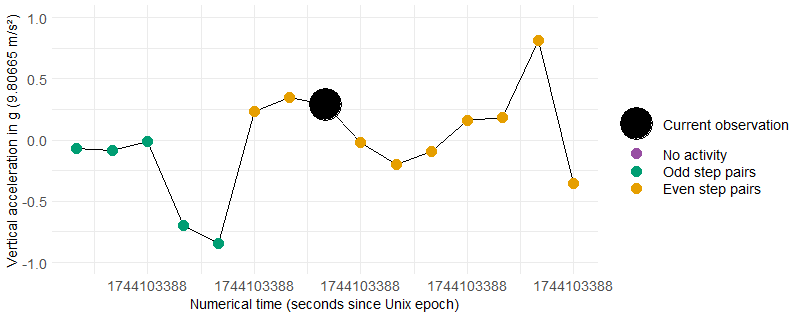 Vertical acceleration in g (9.80665 m/s²)
1.0
0.5
0.0
-0.5
-1.0
1744103388 1744103388 1744103388 1744103388 1744103388
Numerical time (seconds since Unix epoch)
Current observation
No activity
Odd step pairs
Even step pairs